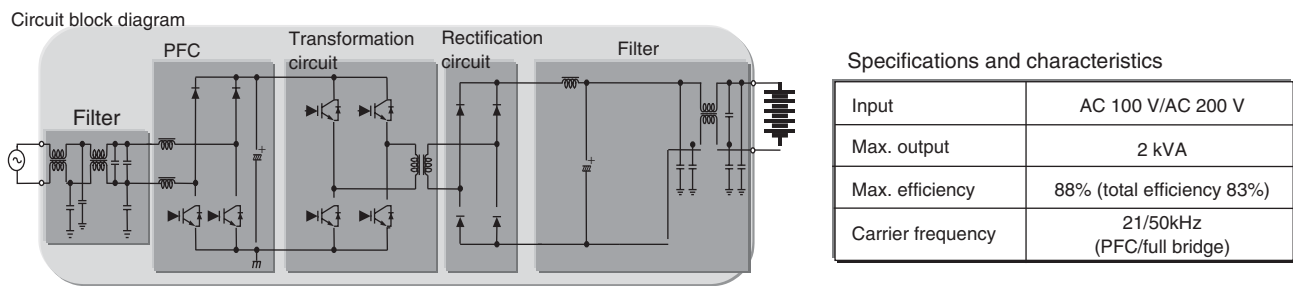 Circuit block diagram
PFC
Transformation
circuit
Rectification
circuit
Filter
Filter
Specifications and characteristics
Input
AC 100 V/AC 200 V
Max. output
2 kVA
Max. efficiency
88% (total efficiency 83%)
Carrier frequency
21/50kHz
(PFC/full bridge)